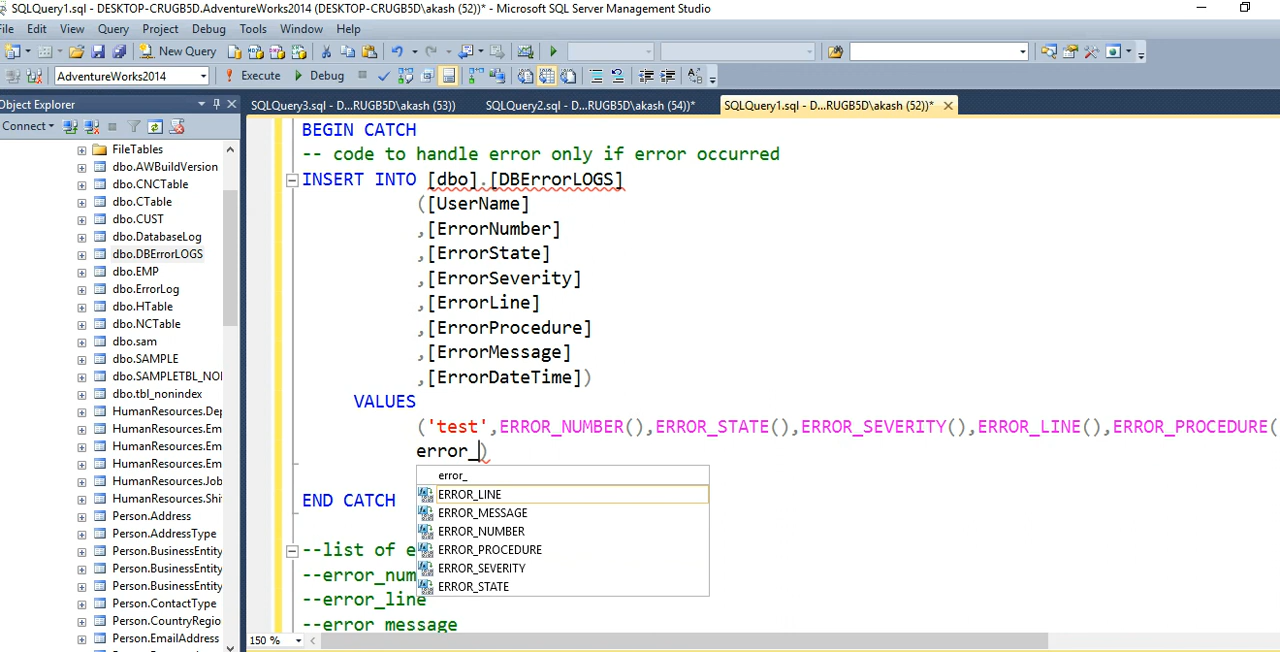 SQLQuery1.sql - DESKTOP-CRUGB5D.AdventureWorks2014 (DESKTOP-CRUGB5D\akash (52))* - Microsoft SQL Server Management Studio
File Edit View Query Project Debug Tools Window Help
New Query
AdventureWorks2014 Execute Debug
Object Explorer
SQLQuery3.sql - D...RUGB5D\akash (53)) SQLQuery2.sql - D...RUGB5D\akash (54))* SQLQuery1.sql - D...RUGB5D\akash (52))*
Connect
FileTables
dbo.AWBuildVersion
dbo.CNCTable
dbo.CTable
dbo.CUST
dbo.DatabaseLog
dbo.DBErrorLOGS
dbo.EMP
dbo.ErrorLog
dbo.HTable
dbo.NCTable
dbo.sam
dbo.SAMPLE
dbo.SAMPLETBL_NOI
dbo.tbl_nonindex
HumanResources.Dep
HumanResources.Em
HumanResources.Em
HumanResources.Em
HumanResources.Job
HumanResources.Shi
Person.Address
Person.AddressType
Person.BusinessEntity
Person.BusinessEntity
Person.BusinessEntity
Person.ContactType
Person.CountryRegio
Person.EmailAddress
BEGIN CATCH
-- code to handle error only if error occurred
INSERT INTO [dbo].[DBErrorLOGS]
([UserName]
,[ErrorNumber]
,[ErrorState]
,[ErrorSeverity]
,[ErrorLine]
,[ErrorProcedure]
,[ErrorMessage]
,[ErrorDateTime])
VALUES
('test',ERROR_NUMBER(),ERROR_STATE(),ERROR_SEVERITY(),ERROR_LINE(),ERROR_PROCEDURE(
error_)
error_
ERROR_LINE
ERROR_MESSAGE
ERROR_NUMBER
ERROR_PROCEDURE
ERROR_SEVERITY
ERROR_STATE
END CATCH
--list of e
--error_num
--error_line
--error_message
150 %